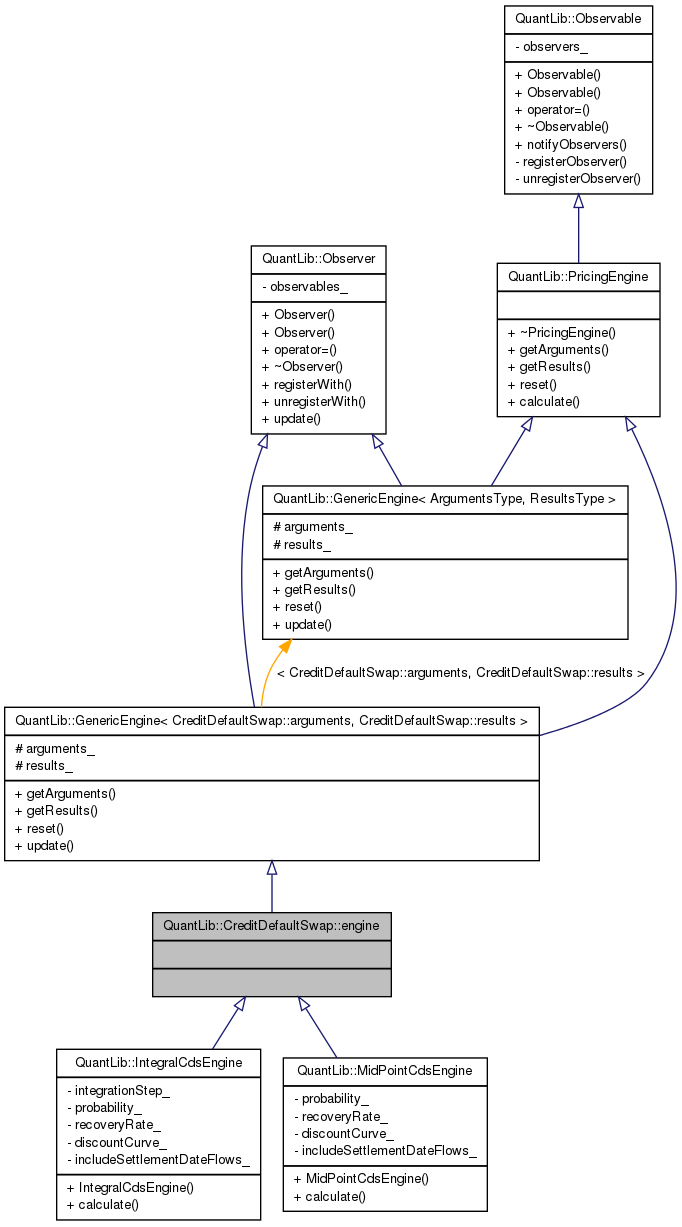 QuantLib::Observable
- observers_
+ Observable()
+ Observable()
+ operator=()
+ ~Observable()
+ notifyObservers()
- registerObserver()
- unregisterObserver()
QuantLib::Observer
- observables_
+ Observer()
+ Observer()
+ operator=()
+ ~Observer()
+ registerWith()
+ unregisterWith()
+ update()
QuantLib::PricingEngine
+ ~PricingEngine()
+ getArguments()
+ getResults()
+ reset()
+ calculate()
QuantLib::GenericEngine< ArgumentsType, ResultsType >
# arguments_
# results_
+ getArguments()
+ getResults()
+ reset()
+ update()
< CreditDefaultSwap::arguments, CreditDefaultSwap::results >
QuantLib::GenericEngine< CreditDefaultSwap::arguments, CreditDefaultSwap::results >
# arguments_
# results_
+ getArguments()
+ getResults()
+ reset()
+ update()
QuantLib::CreditDefaultSwap::engine
QuantLib::IntegralCdsEngine
- integrationStep_
- probability_
- recoveryRate_
- discountCurve_
- includeSettlementDateFlows_
+ IntegralCdsEngine()
+ calculate()
QuantLib::MidPointCdsEngine
- probability_
- recoveryRate_
- discountCurve_
- includeSettlementDateFlows_
+ MidPointCdsEngine()
+ calculate()